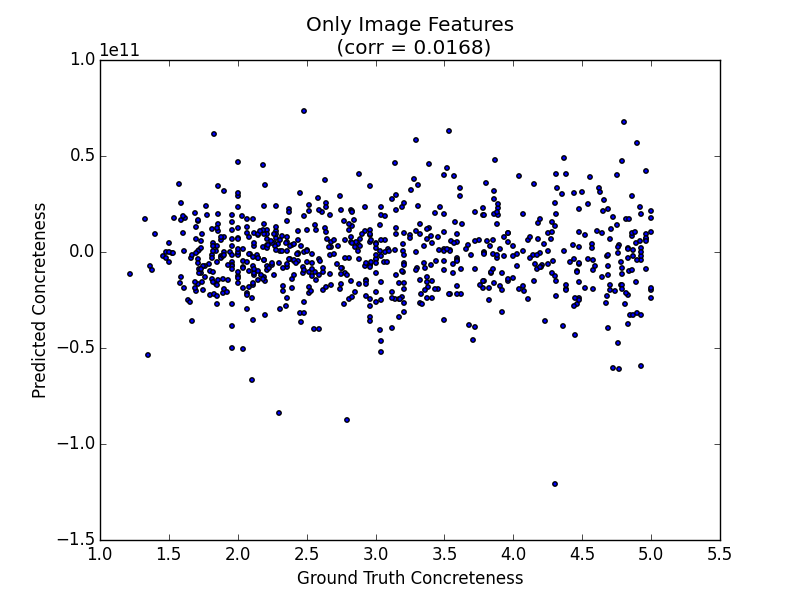 Only Image Features
(corr = 0.0168)
1e11
1.0
0.5
0.0
−0.5
−1.0
−1.5
Predicted Concreteness
1.0 1.5 2.0 2.5 3.0 3.5 4.0 4.5 5.0 5.5
Ground Truth Concreteness